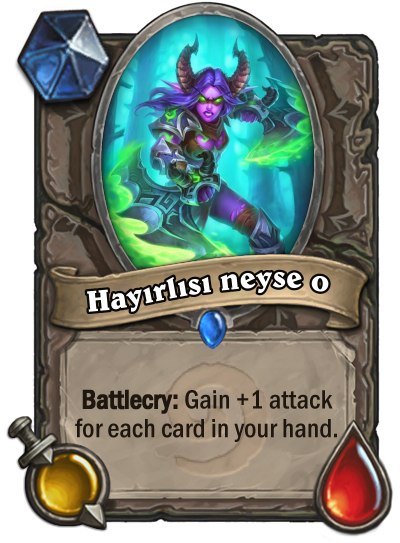 Hayırlısı neyse o
Battlecry: Gain +1 attack
for each card in your hand.